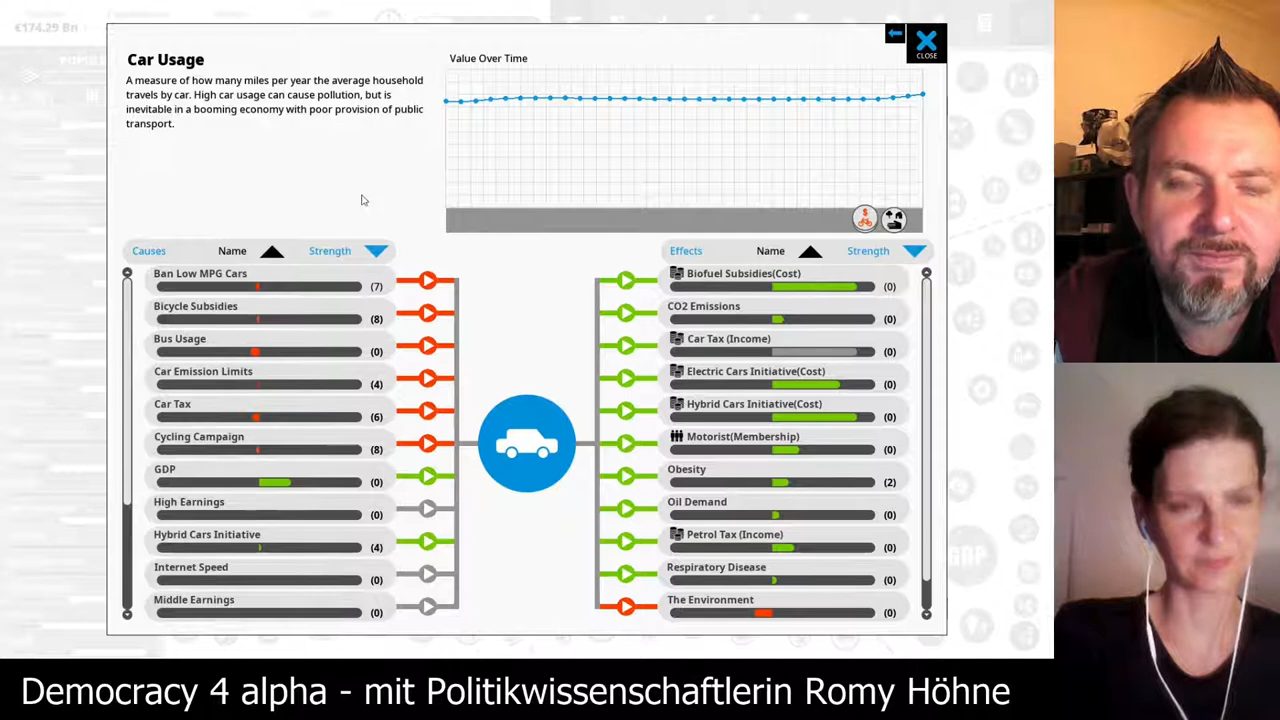 €174.29 Bn
Car Usage
A measure of how many miles per year the average household
travels by car. High car usage can cause pollution, but is
inevitable in a booming economy with poor provision of public
transport.
Value Over Time
CLOSE
Causes Name Strength
Ban Low MPG Cars
(7)
Bicycle Subsidies
(8)
Bus Usage
(0)
Car Emission Limits
(4)
Car Tax
(6)
Cycling Campaign
(8)
GDP
(0)
High Earnings
(0)
Hybrid Cars Initiative
(4)
Internet Speed
(0)
Middle Earnings
(0)
Effects Name Strength
Biofuel Subsidies(Cost)
(0)
CO2 Emissions
(0)
Car Tax (Income)
(0)
Electric Cars Initiative(Cost)
(0)
Hybrid Cars Initiative(Cost)
(0)
Motorist(Membership)
(0)
Obesity
(2)
Oil Demand
(0)
Petrol Tax (Income)
(0)
Respiratory Disease
(0)
The Environment
(0)
GDP
Democracy 4 alpha - mit Politikwissenschaftlerin Romy Höhne